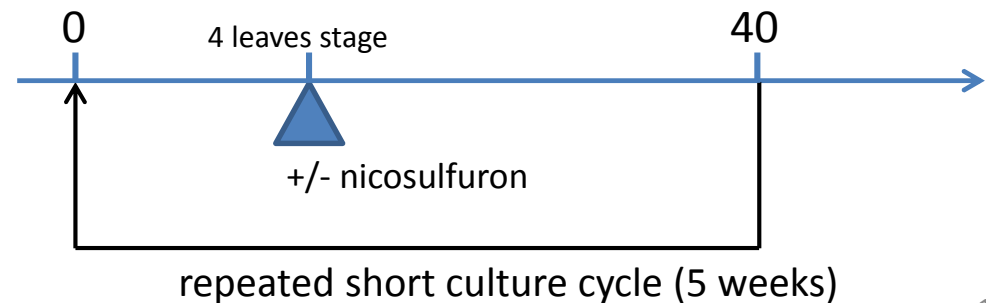 0
4 leaves stage
40
+/- nicosulfuron
repeated short culture cycle (5 weeks)